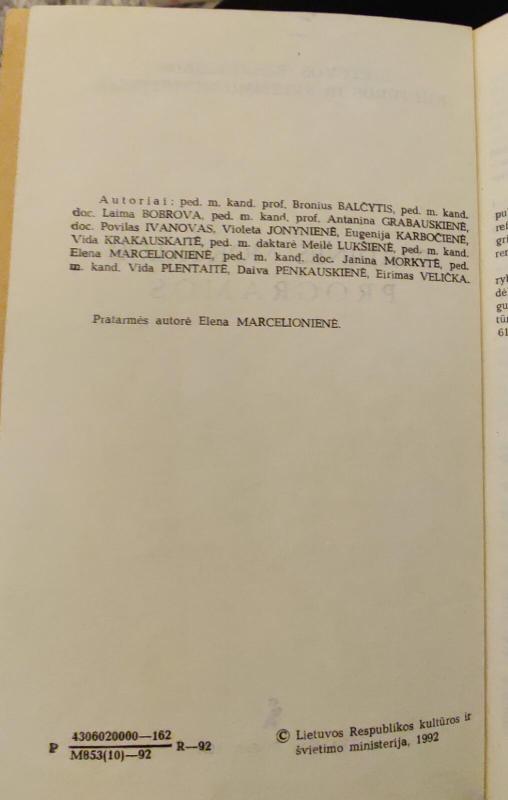 Autoriai: ped. m. kand. prof. Bronius BALČYTIS, ped. m. kand.
doc. Laima BOBROVA, ped. m. kand. prof. Antanina GRABAUSKIENĖ,
doc. Povilas IVANOVAS, Violeta JONYNIENĖ, Eugenija KARBOČIENĖ,
Vida KRAKAUSKAITĖ, ped. m. daktarė Meilė LUKŠIENĖ, ped. m. kand.
Elena MARCELIONIENĖ, ped. m. kand. doc. Janina MORKYTĖ, ped.
m. kand. Vida PLENTAITĖ, Daiva PENKAUSKIENĖ, Eirimas VELIČKA.
Pratarmės autorė Elena MARCELIONIENĖ.
P 4306020000—162
M853(10)—92 R—92
© Lietuvos Respublikos kultūros ir
švietimo ministerija, 1992